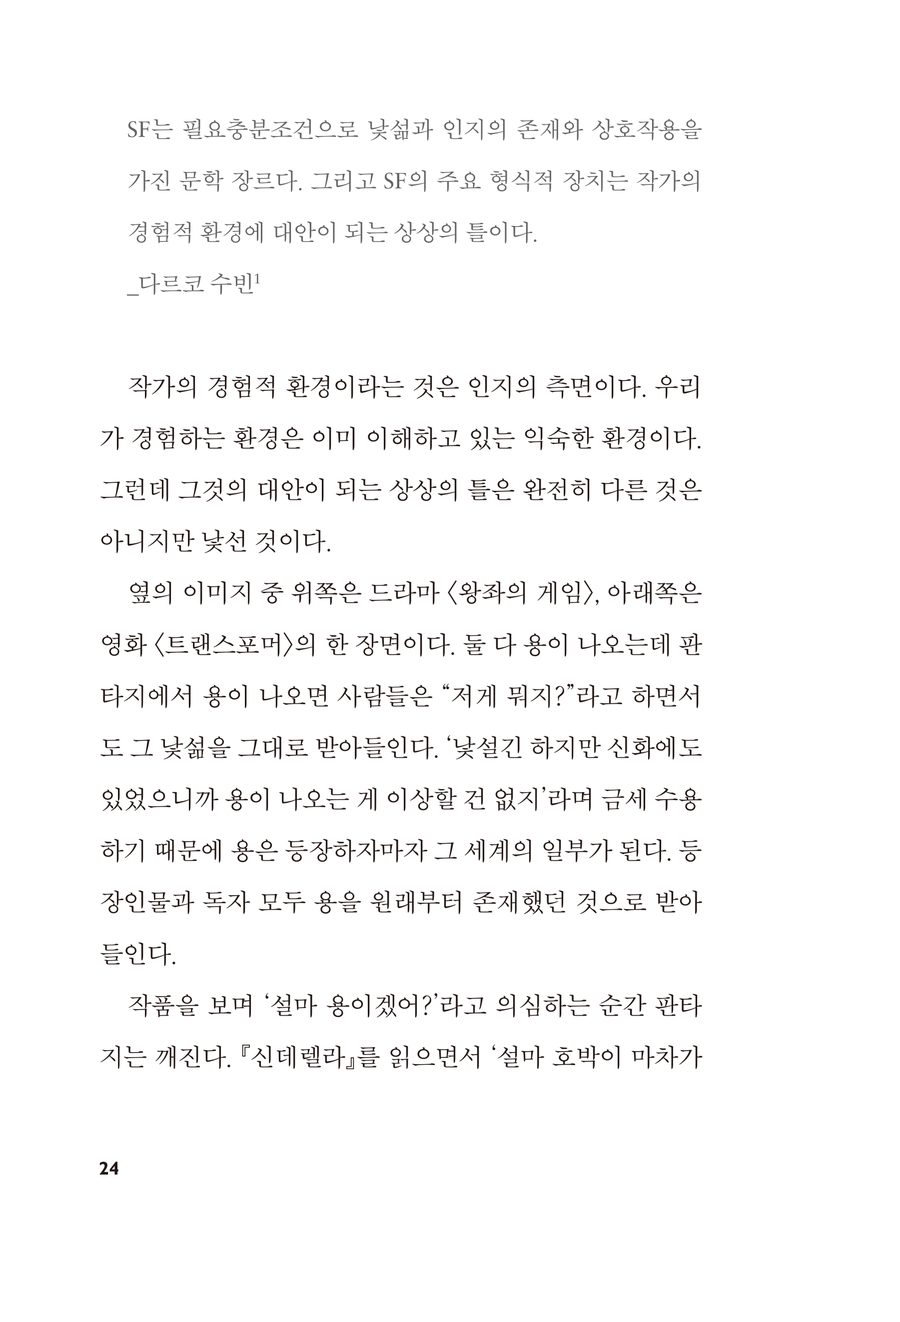 SF는 필요충분조건으로 낯섦과 인지의 존재와 상호작용을
가진 문학 장르다. 그리고 SF의 주요 형식적 장치는 작가의
경험적 환경에 대안이 되는 상상의 틀이다.
_다르코 수빈1
작가의 경험적 환경이라는 것은 인지의 측면이다. 우리
가 경험하는 환경은 이미 이해하고 있는 익숙한 환경이다.
그런데 그것의 대안이 되는 상상의 틀은 완전히 다른 것은
아니지만 낯선 것이다.
옆의 이미지 중 위쪽은 드라마 〈왕좌의 게임〉, 아래쪽은
영화 〈트랜스포머〉의 한 장면이다. 둘 다 용이 나오는데 판
타지에서 용이 나오면 사람들은 “저게 뭐지?”라고 하면서
도 그 낯섦을 그대로 받아들인다. ‘낯설긴 하지만 신화에도
있었으니까 용이 나오는 게 이상할 건 없지’라며 금세 수용
하기 때문에 용은 등장하자마자 그 세계의 일부가 된다. 등
장인물과 독자 모두 용을 원래부터 존재했던 것으로 받아
들인다.
작품을 보며 ‘설마 용이겠어?’라고 의심하는 순간 판타
지는 깨진다. 『신데렐라』를 읽으면서 ‘설마 호박이 마차가
24